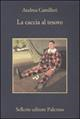 Andrea Camilleri
La caccia al tesoro
Sellerio editore Palermo